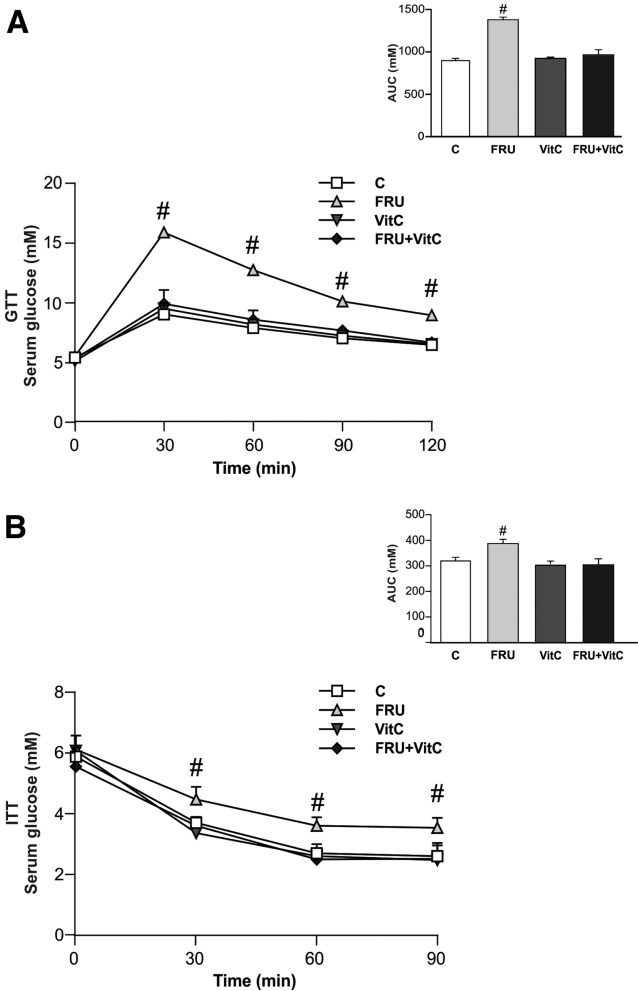 A
1500
1000
500
0
AUC (mM)
#
C FRU VitC FRU+VitC
20
15
10
5
0
GTT
Serum glucose (mM)
C
FRU
VitC
FRU+VitC
# # # #
0 30 60 90 120
Time (min)
B
500
400
300
200
100
0
AUC (mM)
#
C FRU VitC FRU+VitC
8
6
4
2
0
ITT
Serum glucose (mM)
C
FRU
VitC
FRU+VitC
# # #
0 30 60 90
Time (min)